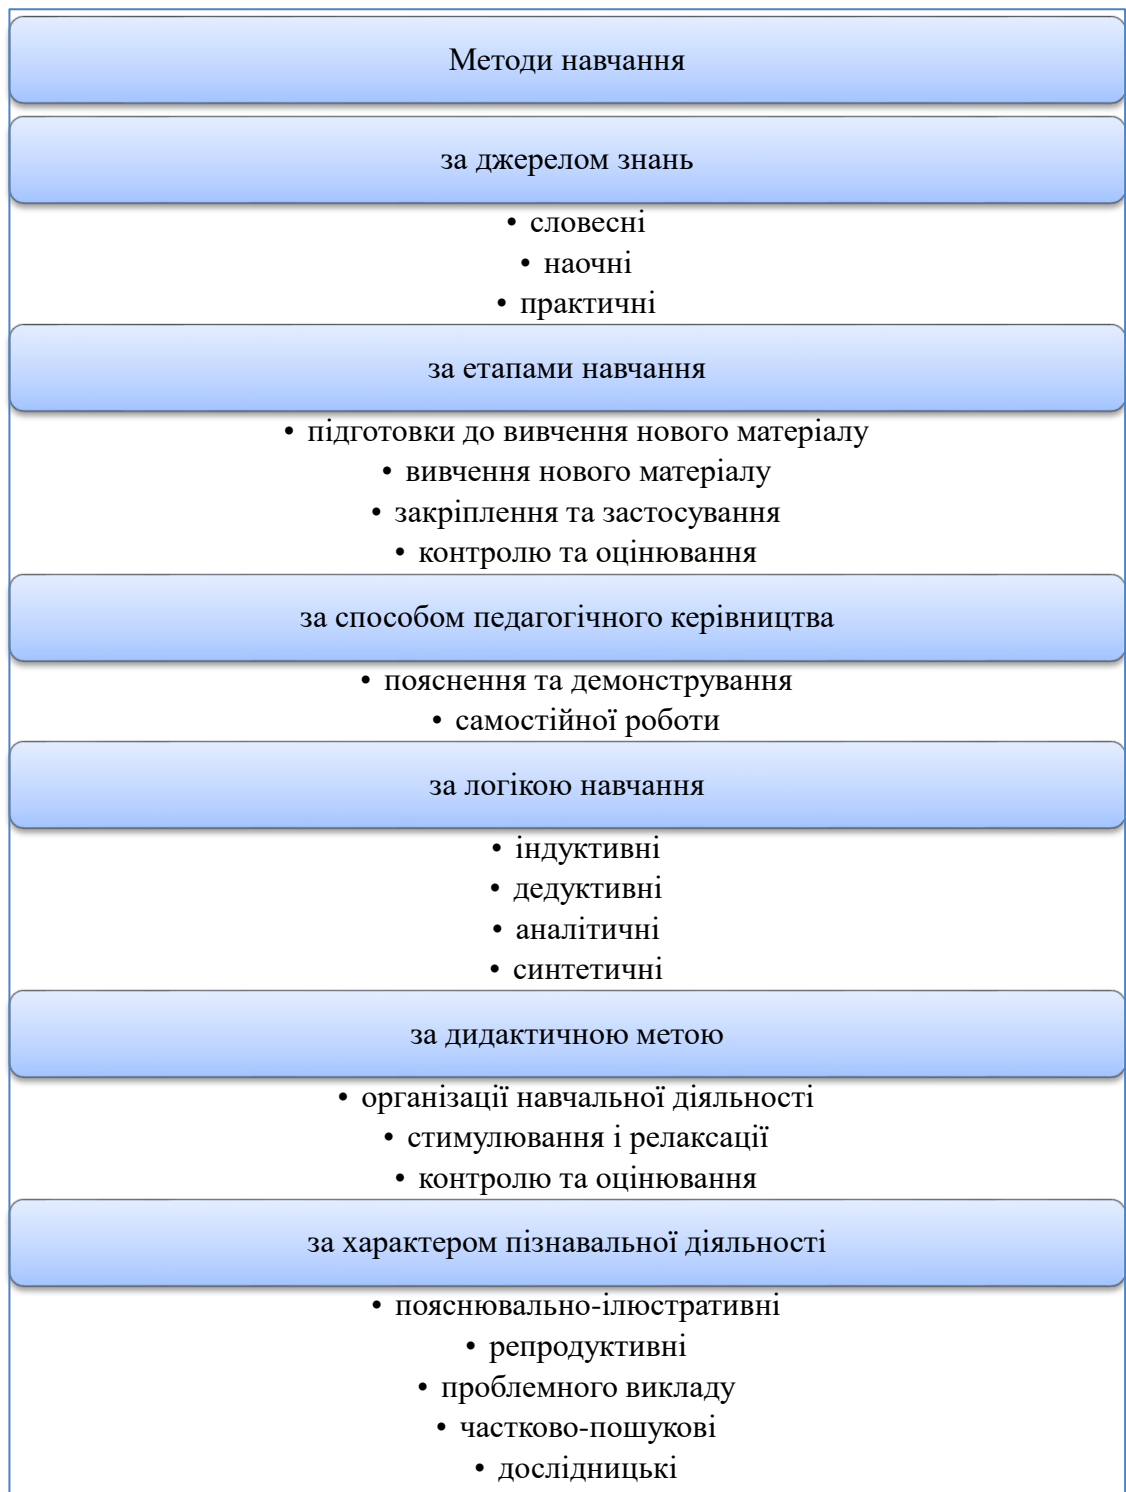 Методи навчання
за джерелом знань
• словесні
• наочні
• практичні
за етапами навчання
• підготовки до вивчення нового матеріалу
• вивчення нового матеріалу
• закріплення та застосування
• контролю та оцінювання
за способом педагогічного керівництва
• пояснення та демонстрування
• самостійної роботи
за логікою навчання
• індуктивні
• дедуктивні
• аналітичні
• синтетичні
за дидактичною метою
• організації навчальної діяльності
• стимулювання і релаксації
• контролю та оцінювання
за характером пізнавальної діяльності
• пояснювально-ілюстративні
• репродуктивні
• проблемного викладу
• частково-пошукові
• дослідницькі